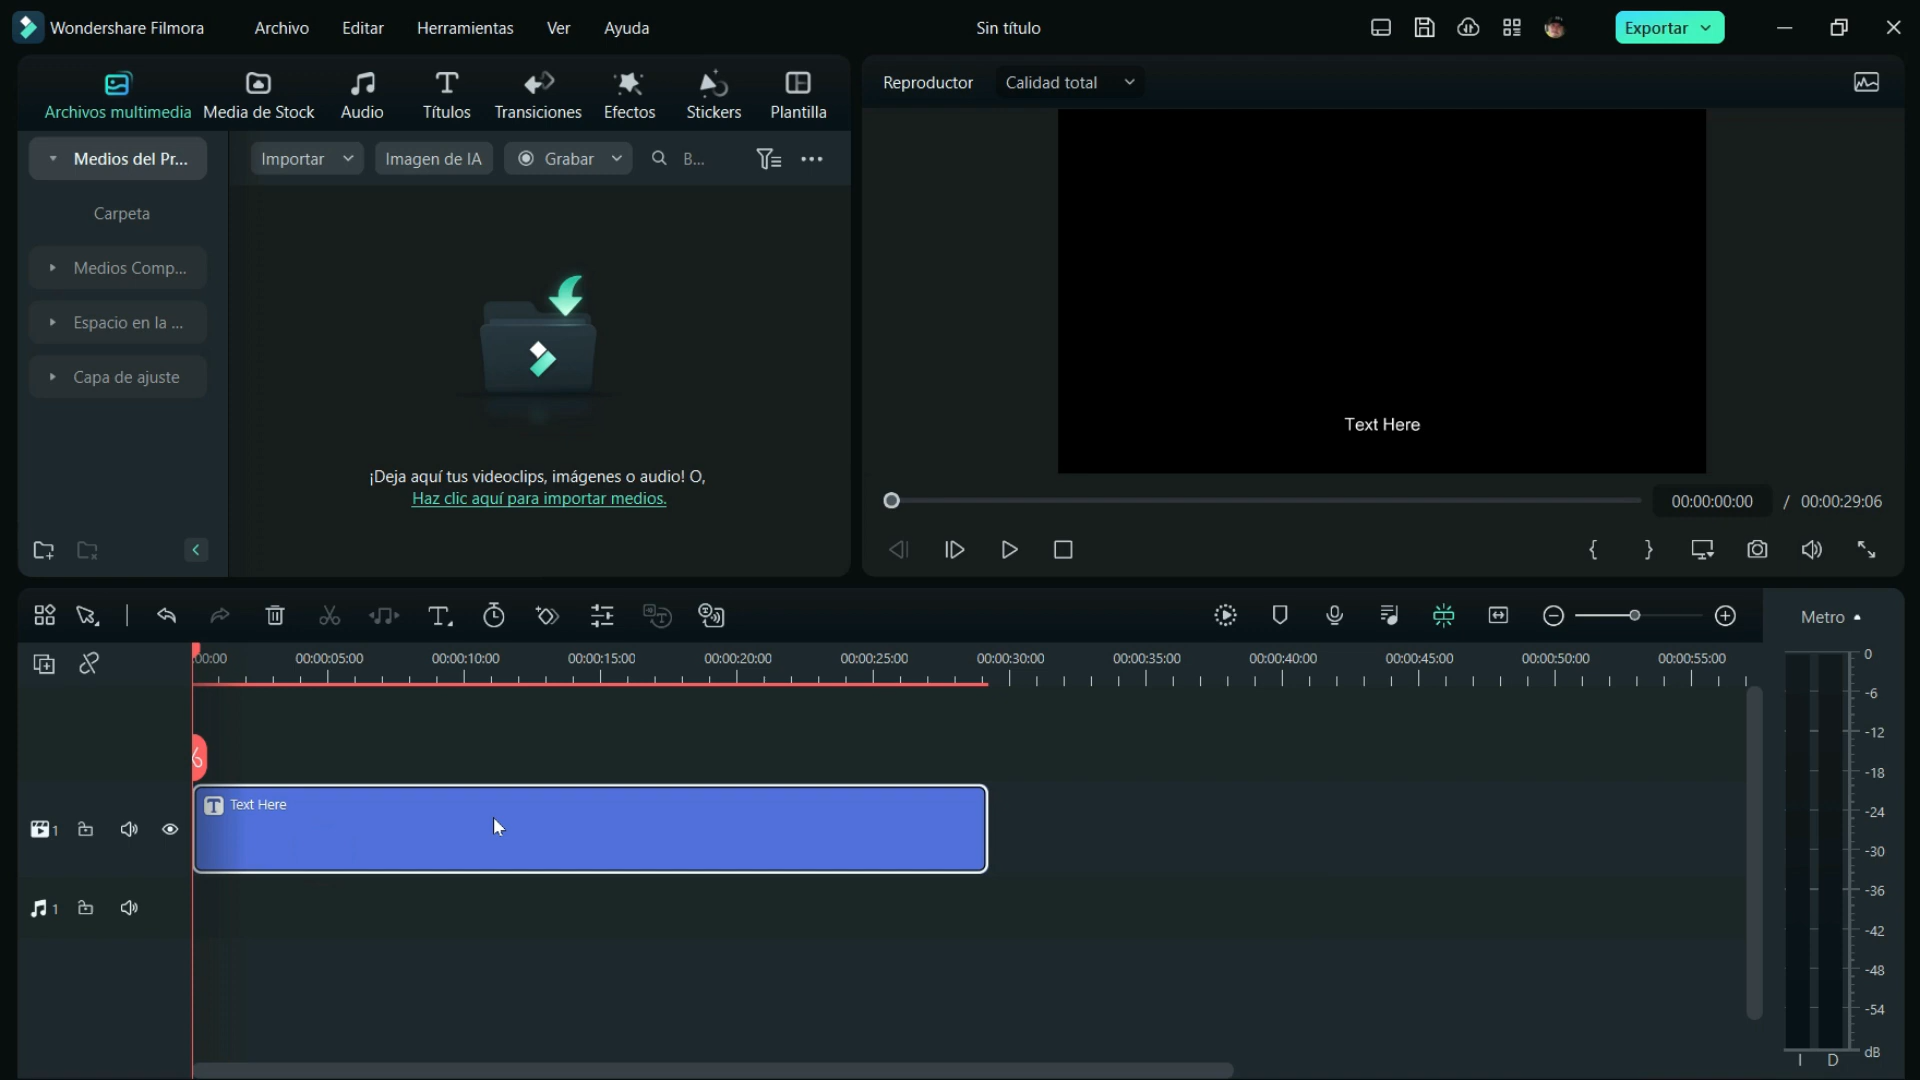 Wondershare Filmora
Archivo
Editar
Herramientas
Ver
Ayuda
Sin título
Exportar
Archivos multimedia
Media de Stock
Audio
Títulos
Transiciones
Efectos
Stickers
Plantilla
Reproductor
Calidad total
Medios del Pr...
Importar
Imagen de IA
Grabar
B...
Carpeta
Medios Comp...
Espacio en la ...
Capa de ajuste
¡Deja aquí tus videoclips, imágenes o audio! O,
Haz clic aquí para importar medios.
Text Here
00:00:00:00 / 00:00:29:06
Metro
:00:00
00:00:05:00
00:00:10:00
00:00:15:00
00:00:20:00
00:00:25:00
00:00:30:00
00:00:35:00
00:00:40:00
00:00:45:00
00:00:50:00
00:00:55:00
Text Here
1
1
0
-6
-12
-18
-24
-30
-36
-42
-48
-54
dB
I D